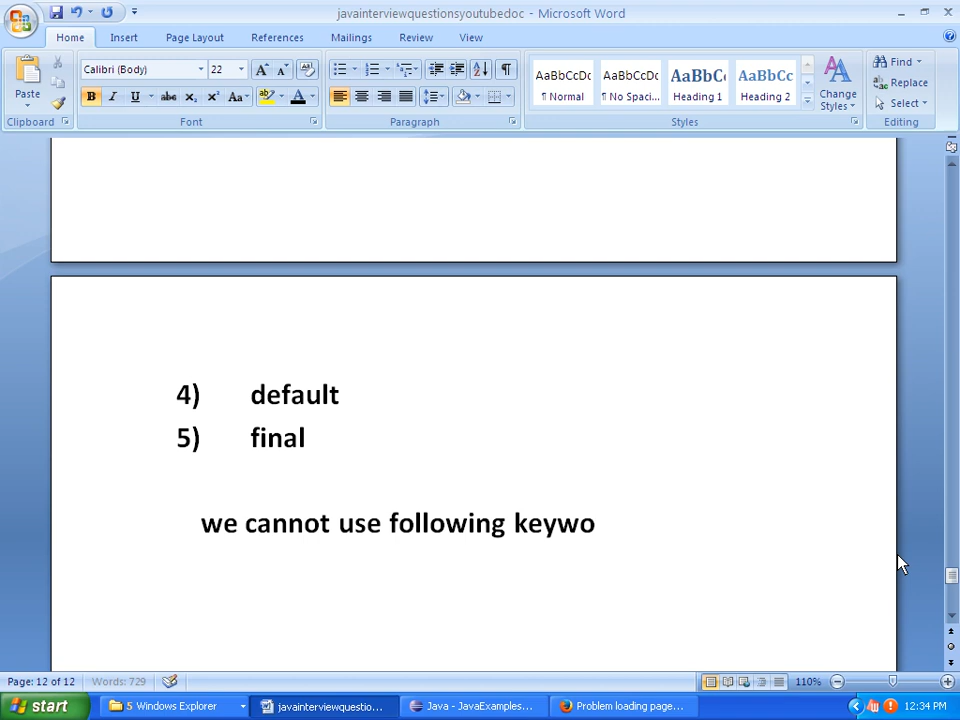 javainterviewquestionsyoutubedoc - Microsoft Word
Home Insert Page Layout References Mailings Review View
Paste Calibri (Body) 22 AaBbCcDc AaBbCcDc AaBbC AaBbCc Change Styles Find Replace Select
¶ Normal ¶ No Spaci... Heading 1 Heading 2
Clipboard Font Paragraph Styles Editing
4) default
5) final
we cannot use following keywo
Page: 12 of 12 Words: 729 110%
start 5 Windows Explorer javainterviewquestio... Java - JavaExamples... Problem loading page... 12:34 PM